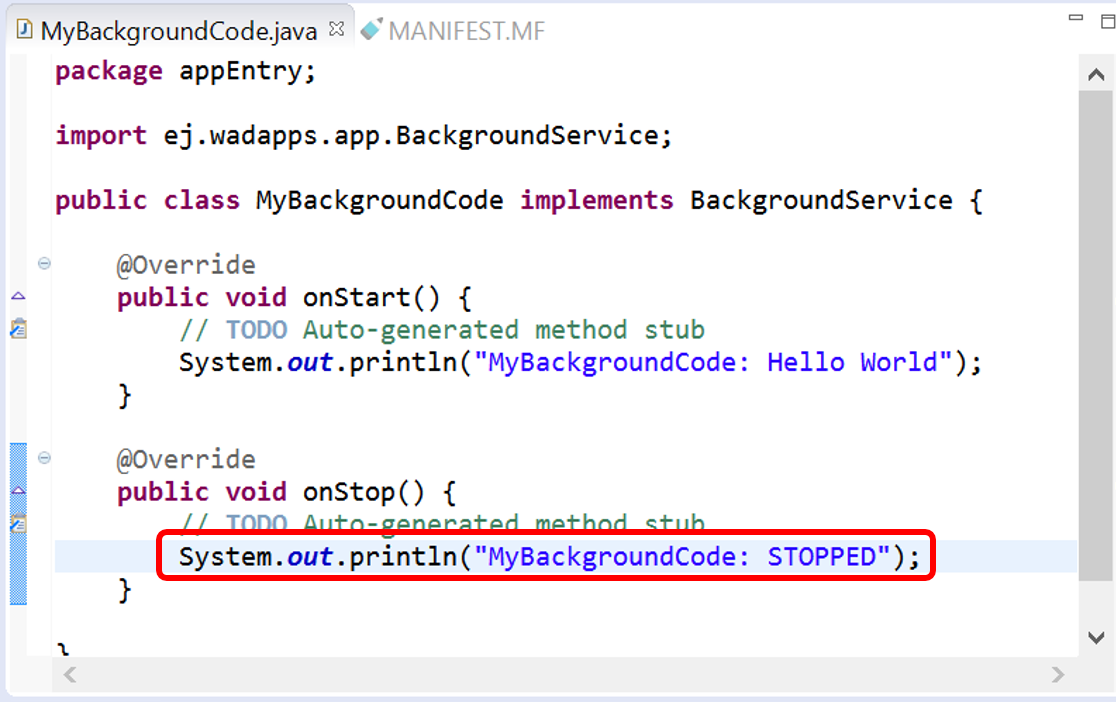 MyBackgroundCode.java MANIFEST.MF
package appEntry;
import ej.wadapps.app.BackgroundService;
public class MyBackgroundCode implements BackgroundService {
@Override
public void onStart() {
// TODO Auto-generated method stub
System.out.println("MyBackgroundCode: Hello World");
}
@Override
public void onStop() {
// TODO Auto-generated method stub
System.out.println("MyBackgroundCode: STOPPED");
}
}